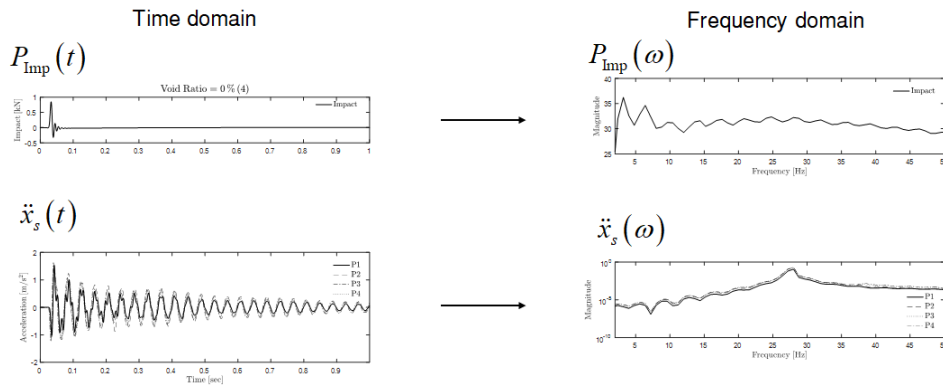 Time domain
Frequency domain
P_Imp(t)
P_Imp(ω)
Void Ratio = 0 % (4)
Impact [kN]
1
0.5
0
-0.5
Impact
0 0.1 0.2 0.3 0.4 0.5 0.6 0.7 0.8 0.9 1
Magnitude
40
35
30
25
Impact
5 10 15 20 25 30 35 40 45 50
Frequency [Hz]
ẍ_s(t)
ẍ_s(ω)
Acceleration [m/s²]
2
1
0
-1
-2
P1
P2
P3
P4
0 0.1 0.2 0.3 0.4 0.5 0.6 0.7 0.8 0.9
Time [sec]
Magnitude
10⁻⁵
10⁻¹⁰
P1
P2
P3
P4
5 10 15 20 25 30 35 40 45
Frequency [Hz]